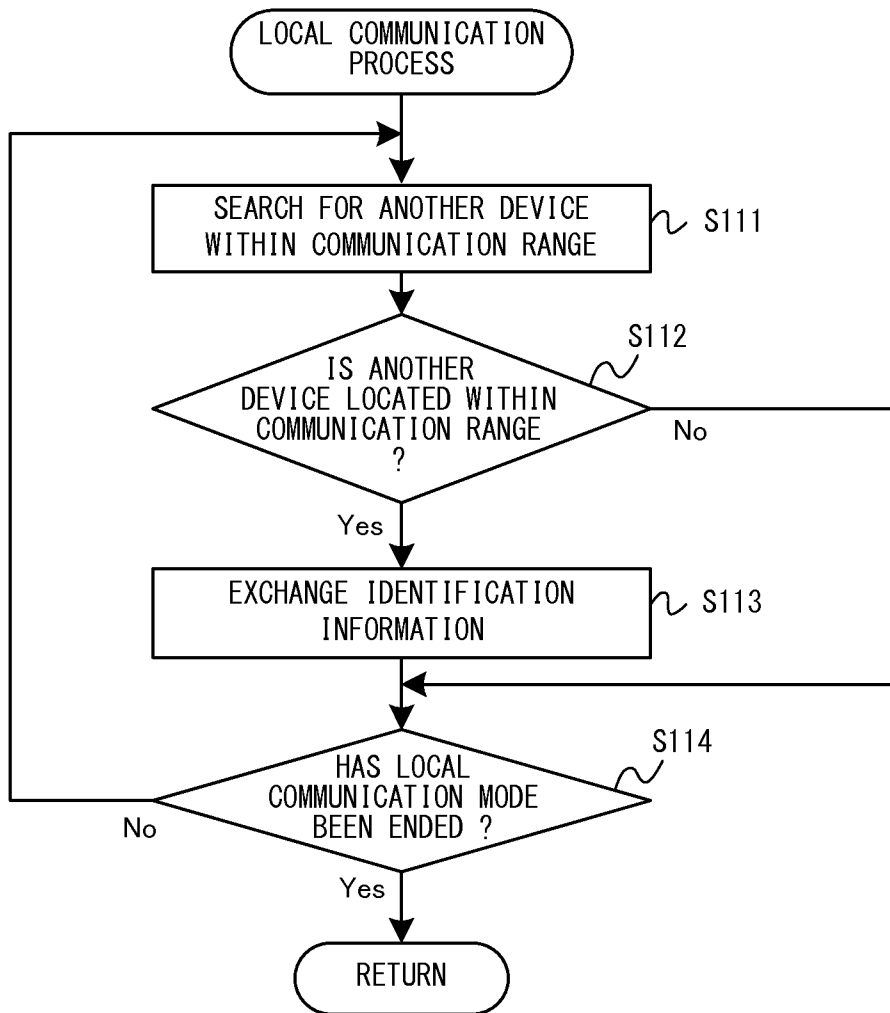 LOCAL COMMUNICATION
PROCESS
SEARCH FOR ANOTHER DEVICE
WITHIN COMMUNICATION RANGE
S111
S112
IS ANOTHER
DEVICE LOCATED WITHIN
COMMUNICATION RANGE
?
No
Yes
EXCHANGE IDENTIFICATION
INFORMATION
S113
S114
HAS LOCAL
COMMUNICATION MODE
BEEN ENDED ?
No
Yes
RETURN